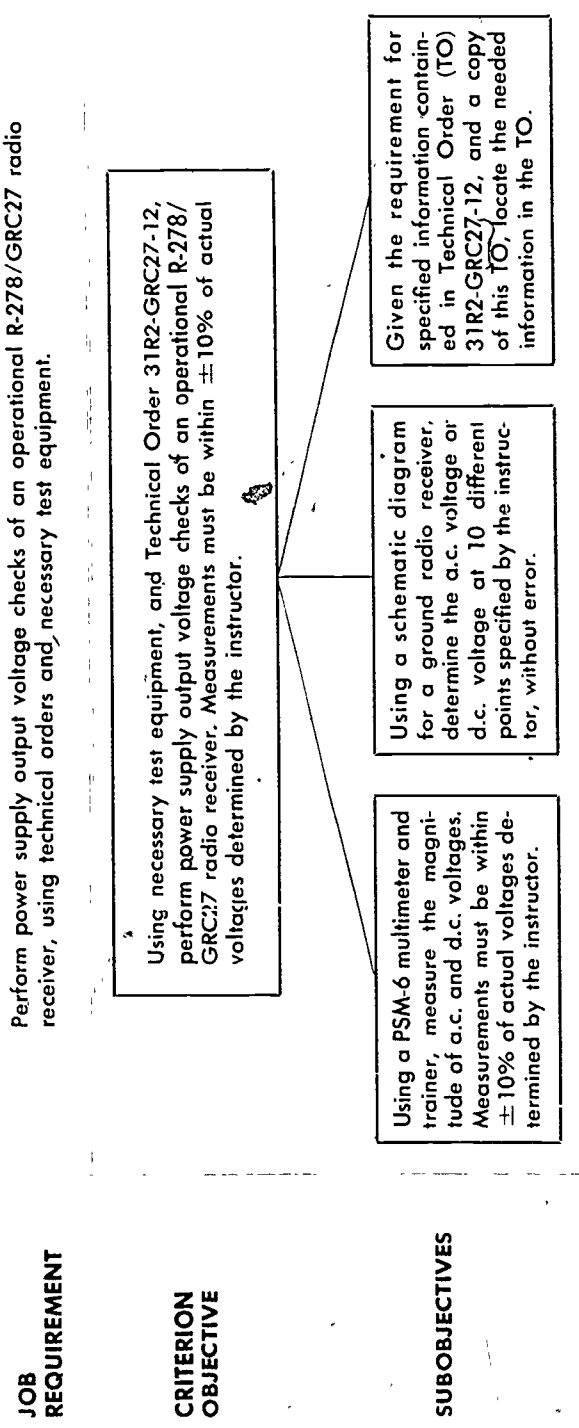 JOB
REQUIREMENT
Perform power supply output voltage checks of an operational R-278/GRC27 radio
receiver, using technical orders and necessary test equipment.
CRITERION
OBJECTIVE
Using necessary test equipment, and Technical Order 31R2-GRC27-12,
perform power supply output voltage checks of an operational R-278/
GRC27 radio receiver. Measurements must be within ±10% of actual
voltages determined by the instructor.
SUBOBJECTIVES
Using a PSM-6 multimeter and
trainer, measure the magni-
tude of a.c. and d.c. voltages.
Measurements must be within
±10% of actual voltages de-
termined by the instructor.
Using a schematic diagram
for a ground radio receiver,
determine the a.c. voltage or
d.c. voltage at 10 different
points specified by the instruc-
tor, without error.
Given the requirement for
specified information contain-
ed in Technical Order (TO)
31R2-GRC27-12, and a copy
of this TO, locate the needed
information in the TO.